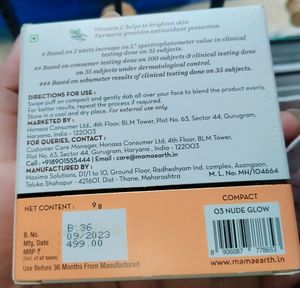 Vitamin C helps to brighten skin
Turmeric provides antioxidant protection
# Based on 2 units increase on L* spectrophotometer value in clinical
testing done on 35 subjects.
## Based on consumer testing done on 100 subjects & clinical testing done
on 35 subjects under dermatological control.
### Based on sebumeter results of clinical testing done on 35 subjects.
DIRECTIONS FOR USE :
Swipe puff on compact and gently dab all over your face to blend the product evenly.
For better results, repeat the process if required.
Store in a cool and dry place. For external use only.
MARKETED BY :
Honasa Consumer Ltd., 4th Floor, BLM Tower, Plot No. 63, Sector 44, Gurugram,
Haryana, India - 122003
FOR QUERIES, CONTACT :
Customer Care Manager, Honasa Consumer Ltd, 4th Floor, BLM Tower,
Plot No. 63, Sector 44, Gurugram, Haryana, India - 122003
Call : +918901555444 | Email : care@mamaearth.in
MANUFACTURED BY :
Maxima Solutions, D1/1 to 10, Ground Floor, Radheshyam Ind. complex, Asangaon,
Taluka Shahapur - 421601. Dist - Thane, Maharashtra
M. L. No: MH/104664
NET CONTENT : 9 g
B. No. B.36
Mfg. Date 09/2023
MRP ₹ 499.00
(Incl. of all taxes)
Use Before 36 Months From Manufactured
COMPACT
03 NUDE GLOW
8 906087 778653
www.mamaearth.in